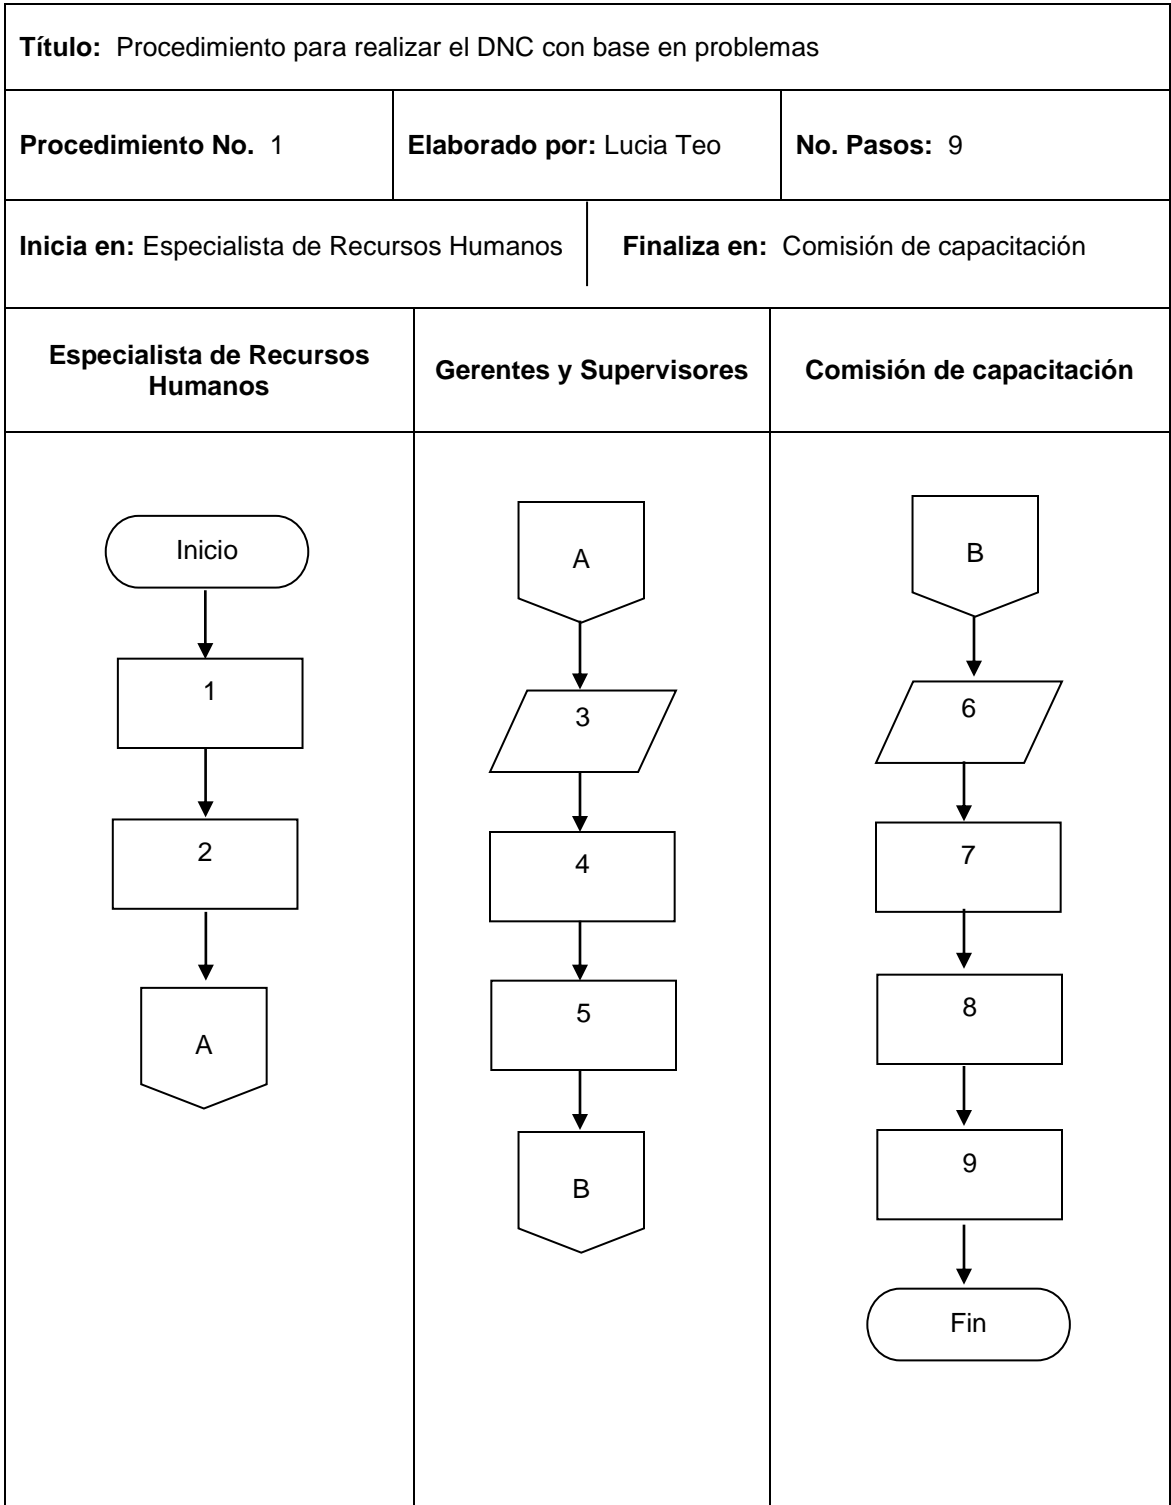 Título: Procedimiento para realizar el DNC con base en problemas
Procedimiento No. 1
Elaborado por: Lucia Teo
No. Pasos: 9
Inicia en: Especialista de Recursos Humanos
Finaliza en: Comisión de capacitación
Especialista de Recursos
Humanos
Gerentes y Supervisores
Comisión de capacitación
Inicio
1
2
A
A
3
4
5
B
B
6
7
8
9
Fin